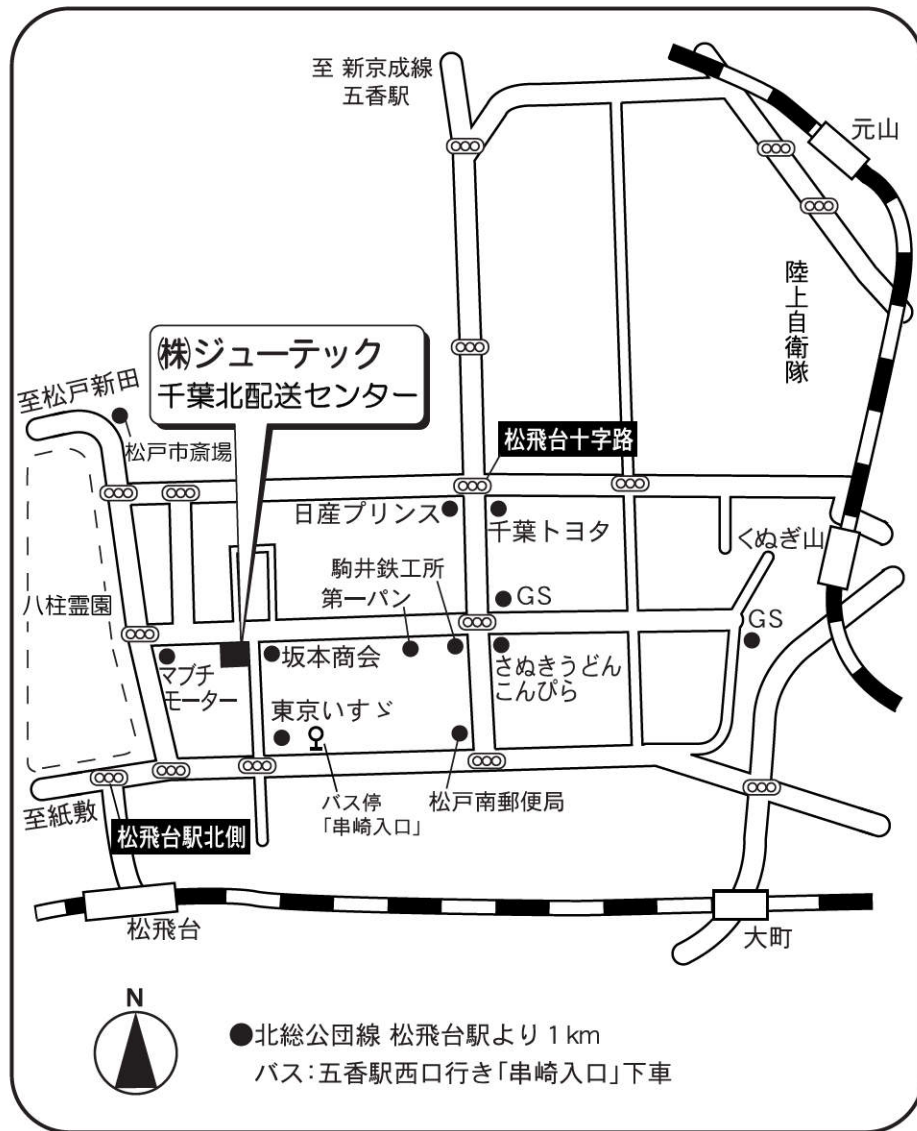 至 新京成線
五香駅
元山
陸上自衛隊
㈱ジューテック
千葉北配送センター
至松戸新田
松戸市斎場
松飛台十字路
日産プリンス
千葉トヨタ
くぬぎ山
駒井鉄工所
第一パン
GS
GS
八柱霊園
マブチ
モーター
坂本商会
さぬきうどん
こんぴら
東京いすゞ
バス停
「串崎入口」
松戸南郵便局
至紙敷
松飛台駅北側
松飛台
大町
N
●北総公団線 松飛台駅より1km
バス:五香駅西口行き「串崎入口」下車